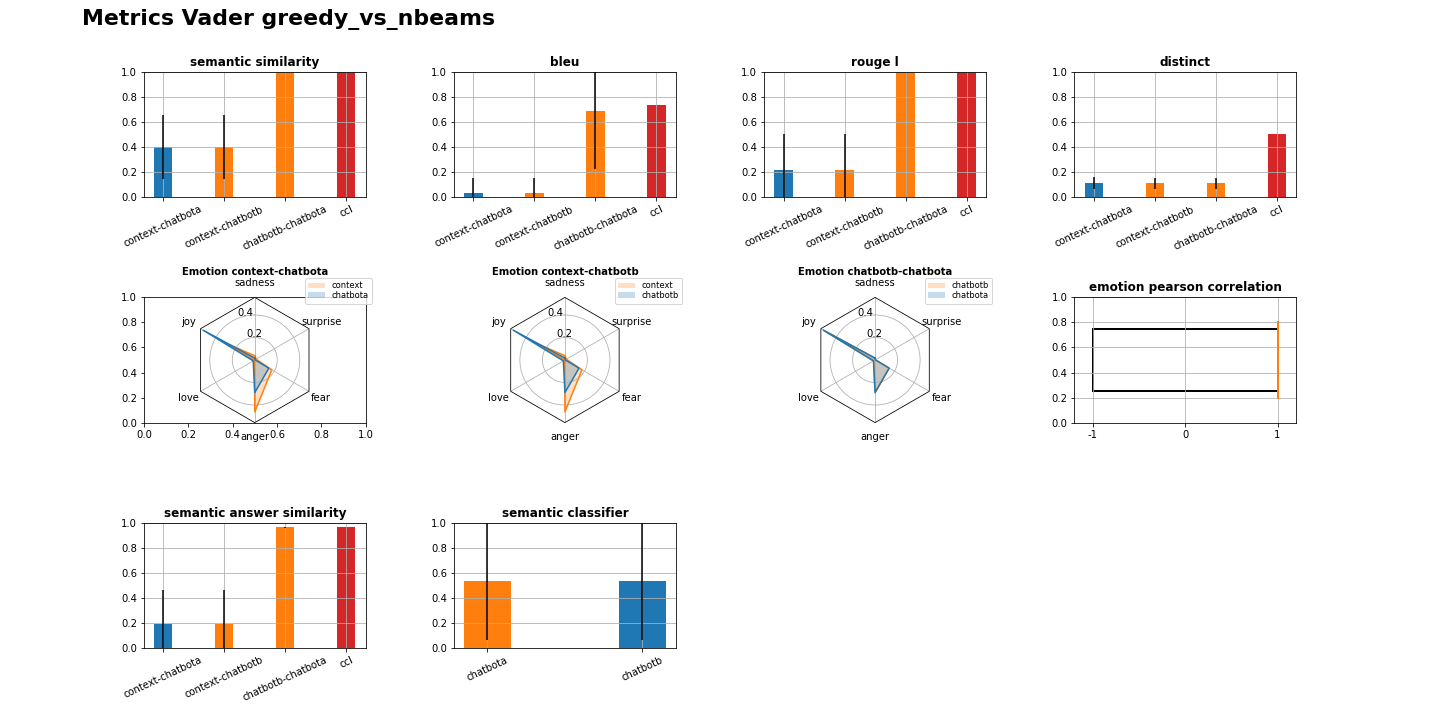 Metrics Vader greedy_vs_nbeams
semantic similarity
1.0
0.8
0.6
0.4
0.2
0.0
context-chatbota
context-chatbotb
chatbotb-chatbota
ccl
bleu
1.0
0.8
0.6
0.4
0.2
0.0
context-chatbota
context-chatbotb
chatbotb-chatbota
ccl
rouge l
1.0
0.8
0.6
0.4
0.2
0.0
context-chatbota
context-chatbotb
chatbotb-chatbota
ccl
distinct
1.0
0.8
0.6
0.4
0.2
0.0
context-chatbota
context-chatbotb
chatbotb-chatbota
ccl
Emotion context-chatbota
context
chatbota
sadness
surprise
joy
0.4
0.2
love
fear
anger
1.0
0.8
0.6
0.4
0.2
0.0
0.0
0.2
0.4
0.6
0.8
1.0
Emotion context-chatbotb
context
chatbotb
sadness
surprise
joy
0.4
0.2
love
fear
anger
Emotion chatbotb-chatbota
chatbotb
chatbota
sadness
surprise
joy
0.4
0.2
love
fear
anger
emotion pearson correlation
1.0
0.8
0.6
0.4
0.2
0.0
-1
0
1
semantic answer similarity
1.0
0.8
0.6
0.4
0.2
0.0
context-chatbota
context-chatbotb
chatbotb-chatbota
ccl
semantic classifier
1.0
0.8
0.6
0.4
0.2
0.0
chatbota
chatbotb